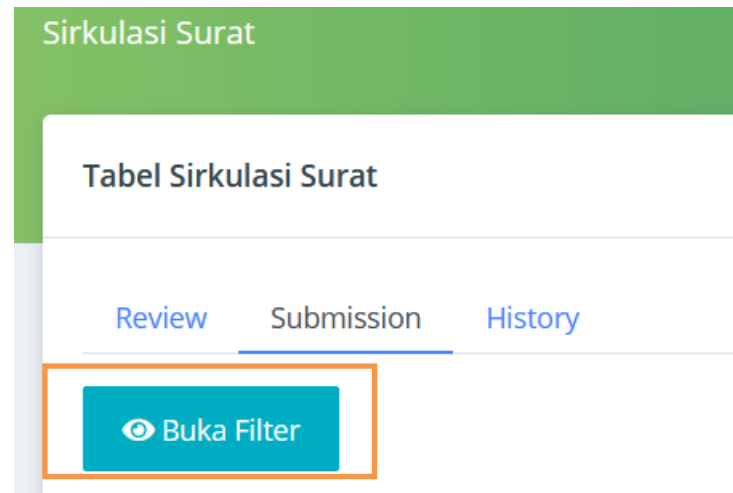 Sirkulasi Surat
Tabel Sirkulasi Surat
Review Submission History
Buka Filter